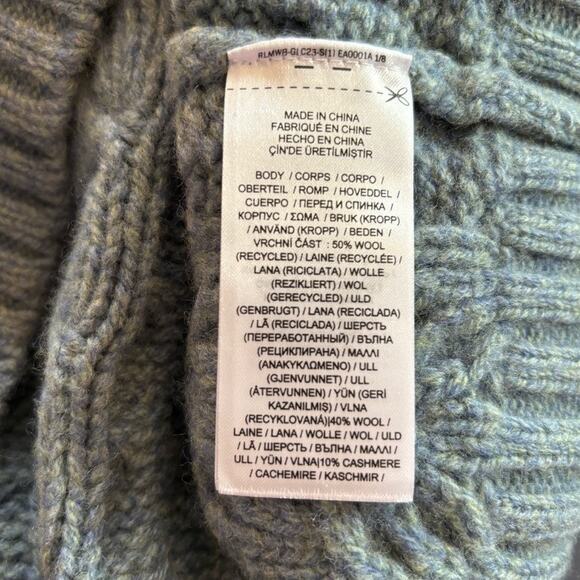 RLMWB-GLC23-S(1) EA0001A 1/8
MADE IN CHINA
FABRIQUÉ EN CHINE
HECHO EN CHINA
ÇİN'DE ÜRETİLMİŞTİR
BODY / CORPS / CORPO /
OBERTEIL / ROMP / HOVEDDEL /
CUERPO / ПЕРЕД И СПИНКА /
КОРПУС / ΣΩΜΑ / BRUK (KROPP)
/ ANVÄND (KROPP) / BEDEN /
VRCHNÍ ČÁST : 50% WOOL
(RECYCLED) / LAINE (RECYCLÉE) /
LANA (RICICLATA) / WOLLE
(REZIKLIERT) / WOL
(GERECYCLED) / ULD
(GENBRUGT) / LANA (RECICLADA)
/ LÃ (RECICLADA) / ШЕРСТЬ
(ПЕРЕРАБОТАННЫЙ) / ВЪЛНА
(РЕЦИКЛИРАНА) / ΜΑΛΛΙ
(ΑΝΑΚΥΚΛΩΜΕΝΟ) / ULL
(GJENVUNNET) / ULL
(ÅTERVUNNEN) / YÜN (GERİ
KAZANILMIŞ) / VLNA
(RECYKLOVANÁ)|40% WOOL /
LAINE / LANA / WOLLE / WOL / ULD
/ LÃ / ШЕРСТЬ / ВЪЛНА / ΜΑΛΛΙ /
ULL / YÜN / VLNA|10% CASHMERE
/ CACHEMIRE / KASCHMIR /